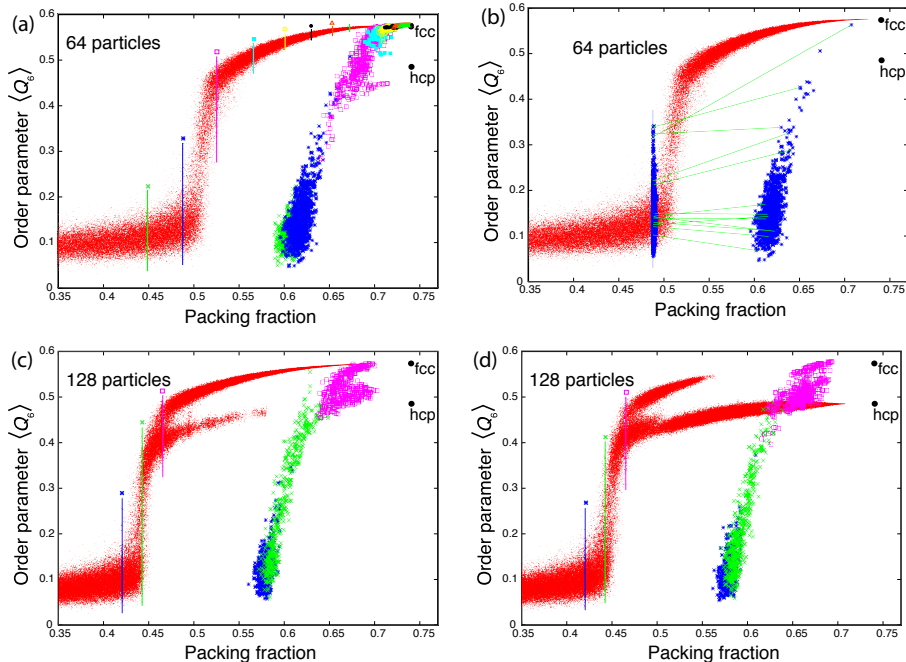 (a)
64 particles
fcc
hcp
Order parameter ⟨Q₆⟩
0.6
0.5
0.4
0.3
0.2
0.1
0
0.35 0.4 0.45 0.5 0.55 0.6 0.65 0.7
Packing fraction
(b)
64 particles
fcc
hcp
Order parameter ⟨Q₆⟩
0.6
0.5
0.4
0.3
0.2
0.1
0
0.35 0.4 0.45 0.5 0.55 0.6 0.65 0.7
Packing fraction
(c)
128 particles
fcc
hcp
Order parameter ⟨Q₆⟩
0.6
0.5
0.4
0.3
0.2
0.1
0
0.35 0.4 0.45 0.5 0.55 0.6 0.65 0.7
Packing fraction
(d)
128 particles
fcc
hcp
Order parameter ⟨Q₆⟩
0.6
0.5
0.4
0.3
0.2
0.1
0
0.35 0.4 0.45 0.5 0.55 0.6 0.65 0.7
Packing fraction